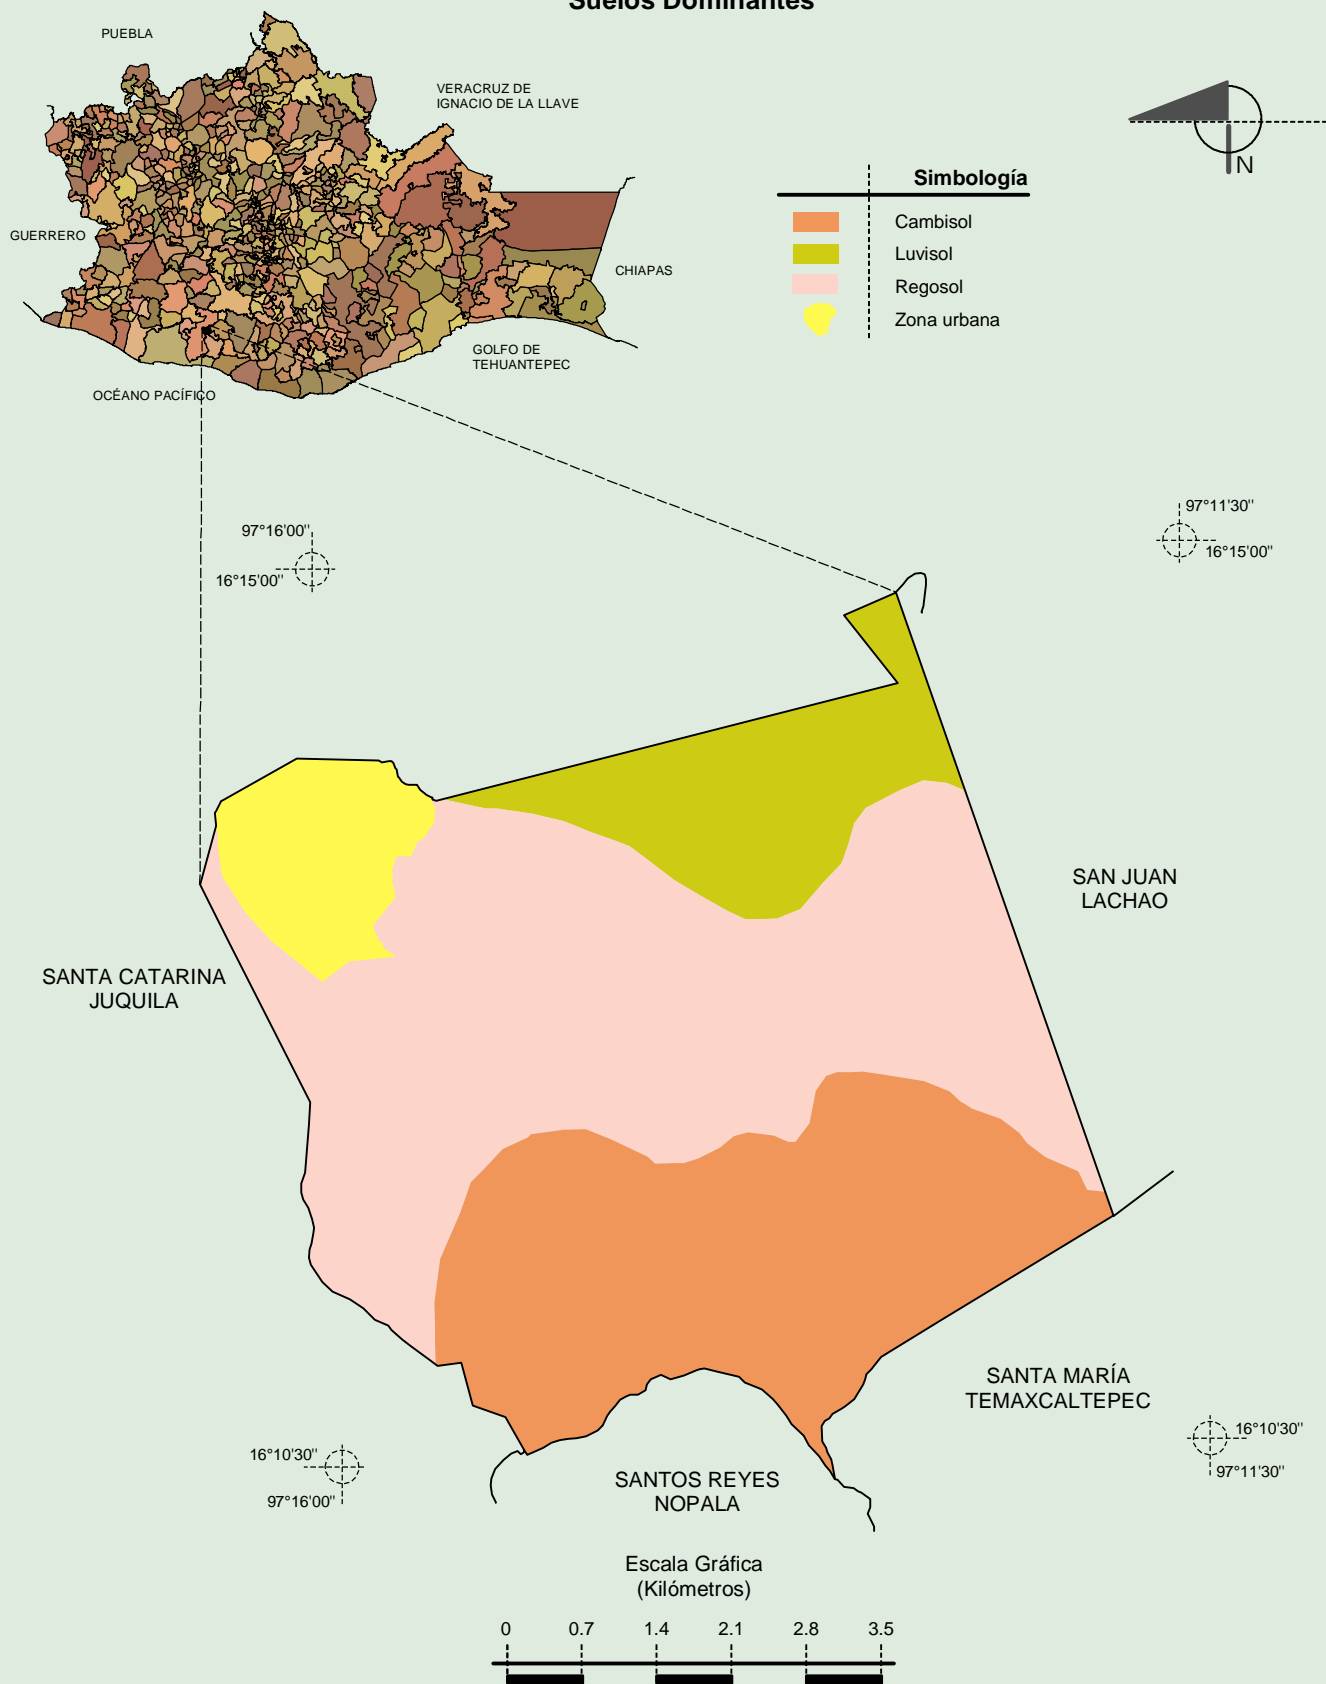 Suelos Dominantes
PUEBLA
VERACRUZ DE
IGNACIO DE LA LLAVE
GUERRERO
CHIAPAS
GOLFO DE
TEHUANTEPEC
OCÉANO PACÍFICO
N
Simbología
Cambisol
Luvisol
Regosol
Zona urbana
97°16'00"
16°15'00"
97°11'30"
16°15'00"
SAN JUAN
LACHAO
SANTA CATARINA
JUQUILA
SANTA MARÍA
TEMAXCALTEPEC
16°10'30"
97°16'00"
16°10'30"
97°11'30"
SANTOS REYES
NOPALA
Escala Gráfica
(Kilómetros)
0 0.7 1.4 2.1 2.8 3.5